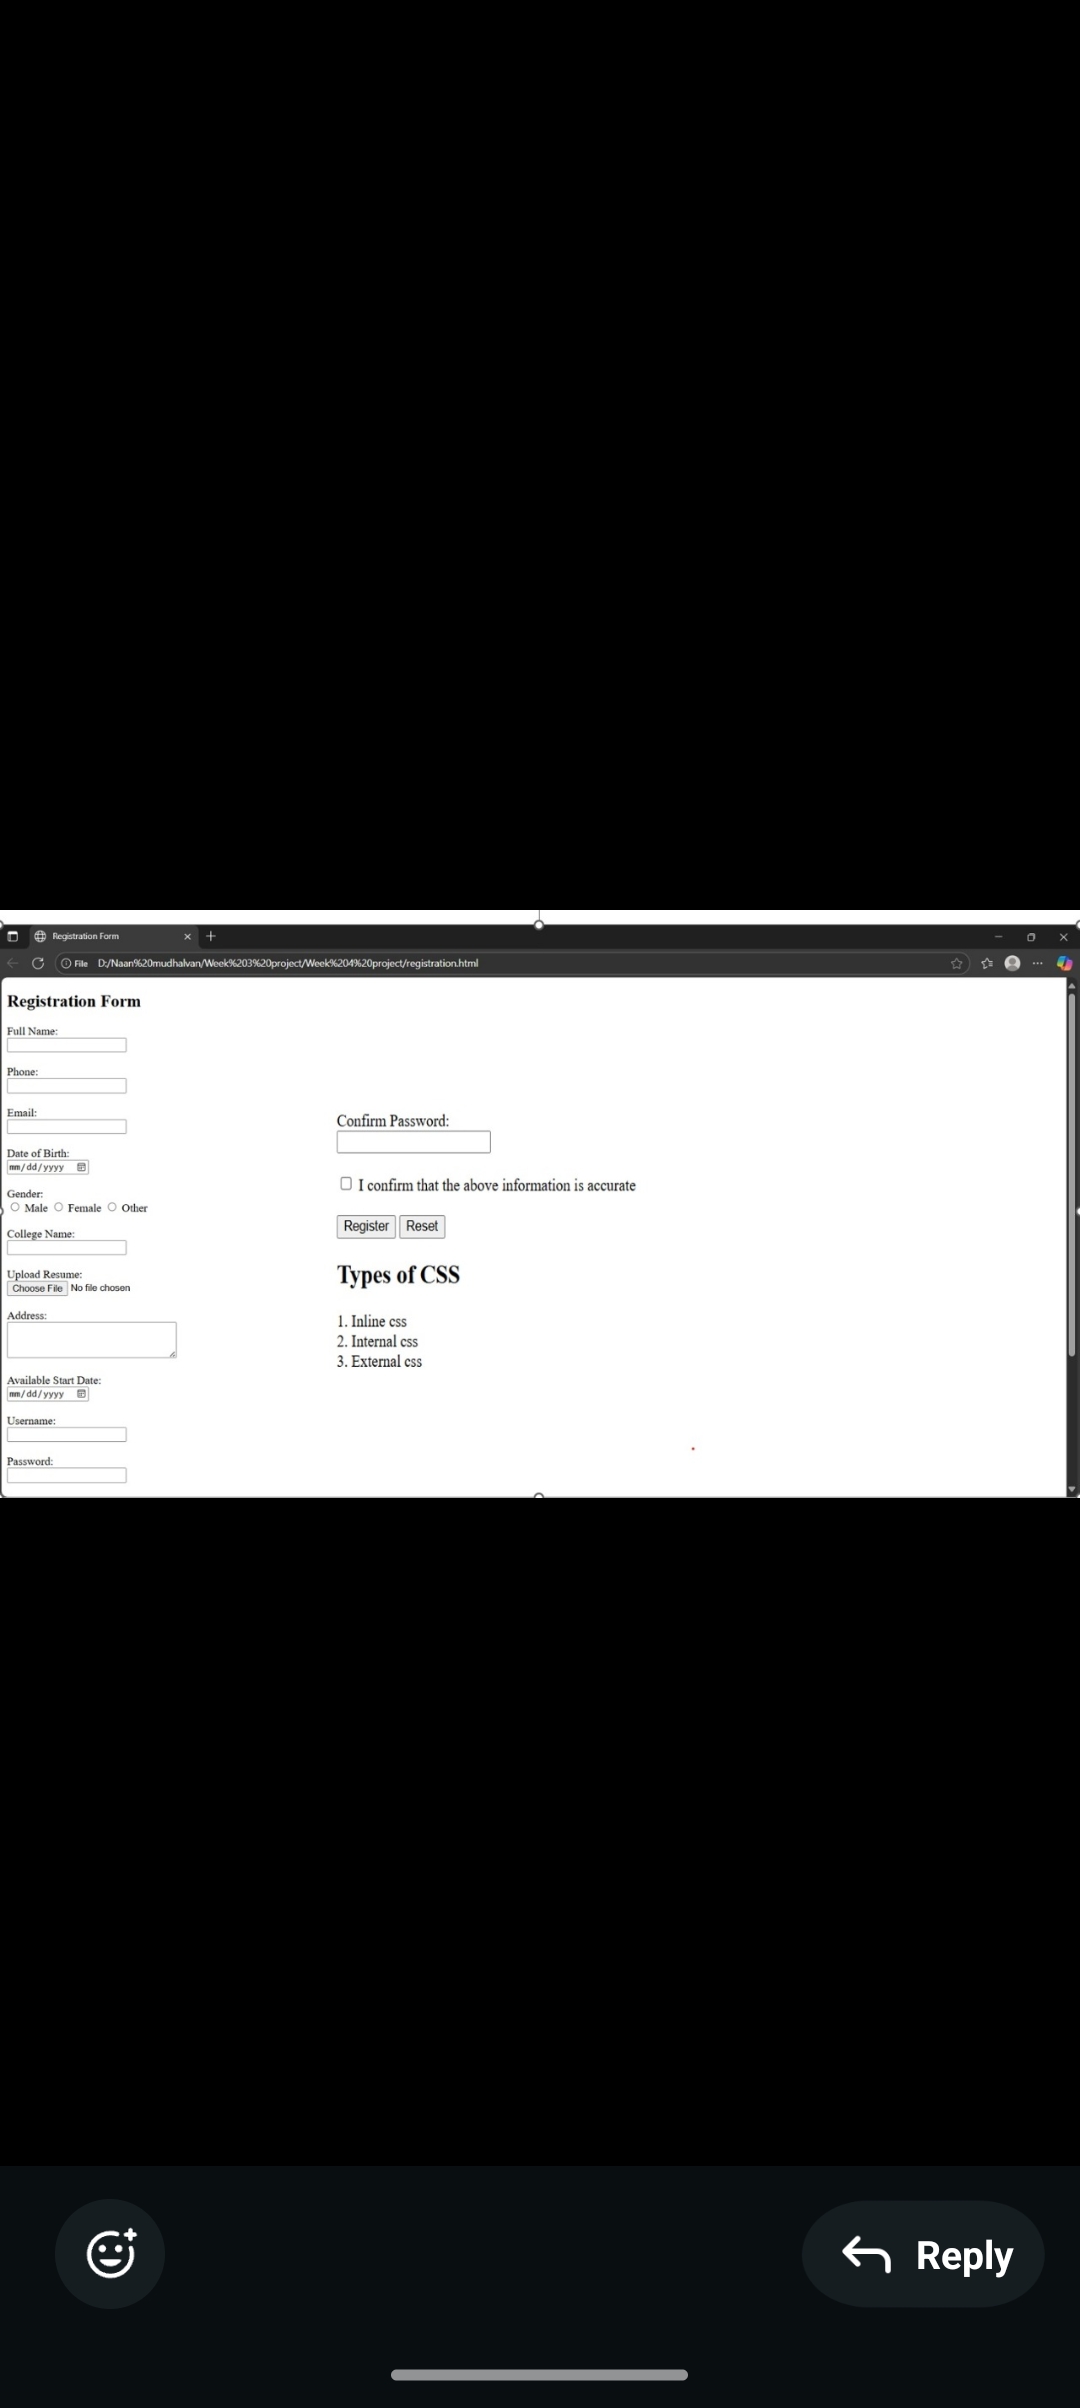 Registration Form
File D:/Naan%20mudhalvan/Week%203%20project/Week%204%20project/registration.html
Registration Form
Full Name:
Phone:
Email:
Date of Birth:
mm/dd/yyyy
Gender:
Male Female Other
College Name:
Upload Resume:
Choose File No file chosen
Address:
Available Start Date:
mm/dd/yyyy
Username:
Password:
Confirm Password:
I confirm that the above information is accurate
Register Reset
Types of CSS
1. Inline css
2. Internal css
3. External css
Reply